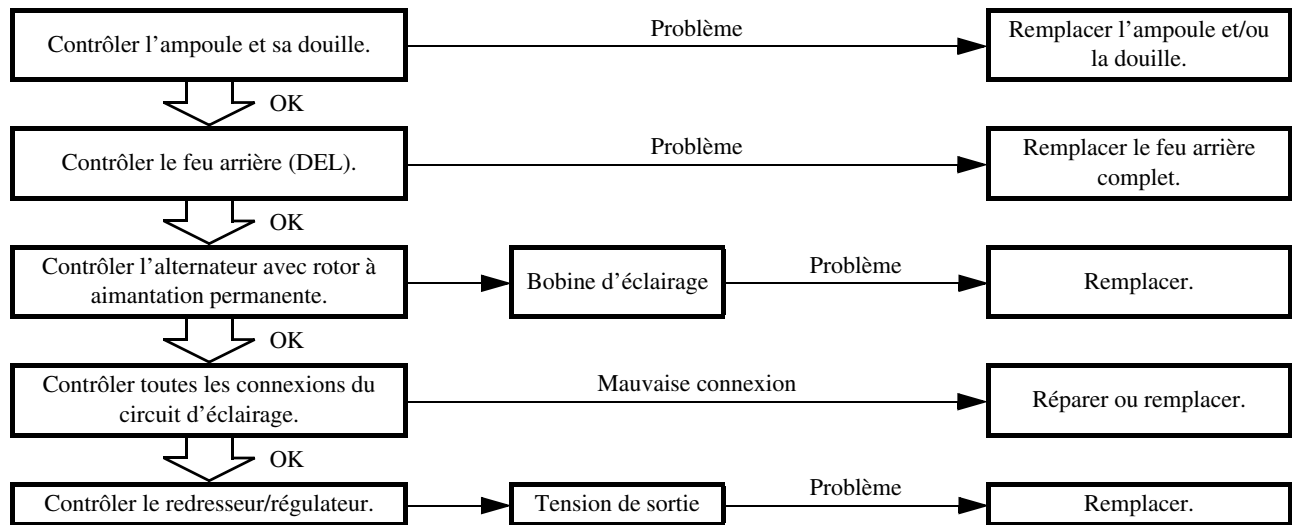 Contrôler l’ampoule et sa douille.
Problème
Remplacer l’ampoule et/ou
la douille.
OK
Contrôler le feu arrière (DEL).
Problème
Remplacer le feu arrière
complet.
OK
Contrôler l’alternateur avec rotor à
aimantation permanente.
Bobine d’éclairage
Problème
Remplacer.
OK
Contrôler toutes les connexions du
circuit d’éclairage.
Mauvaise connexion
Réparer ou remplacer.
OK
Contrôler le redresseur/régulateur.
Tension de sortie
Problème
Remplacer.